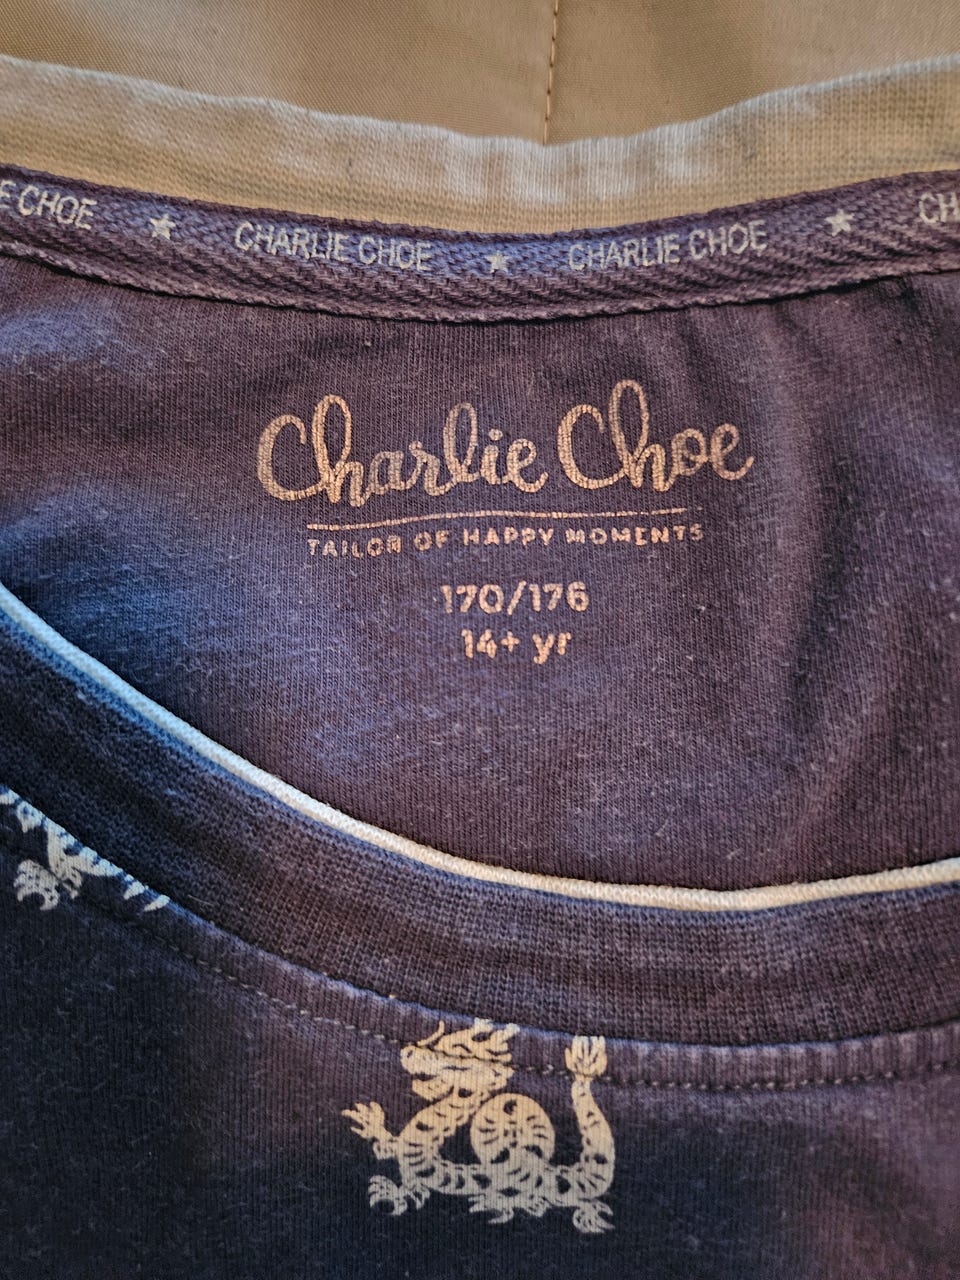 E CHOE ★ CHARLIE CHOE ★ CHARLIE CHOE ★ CH
Charlie Choe
TAILOR OF HAPPY MOMENTS
170/176
14+ yr